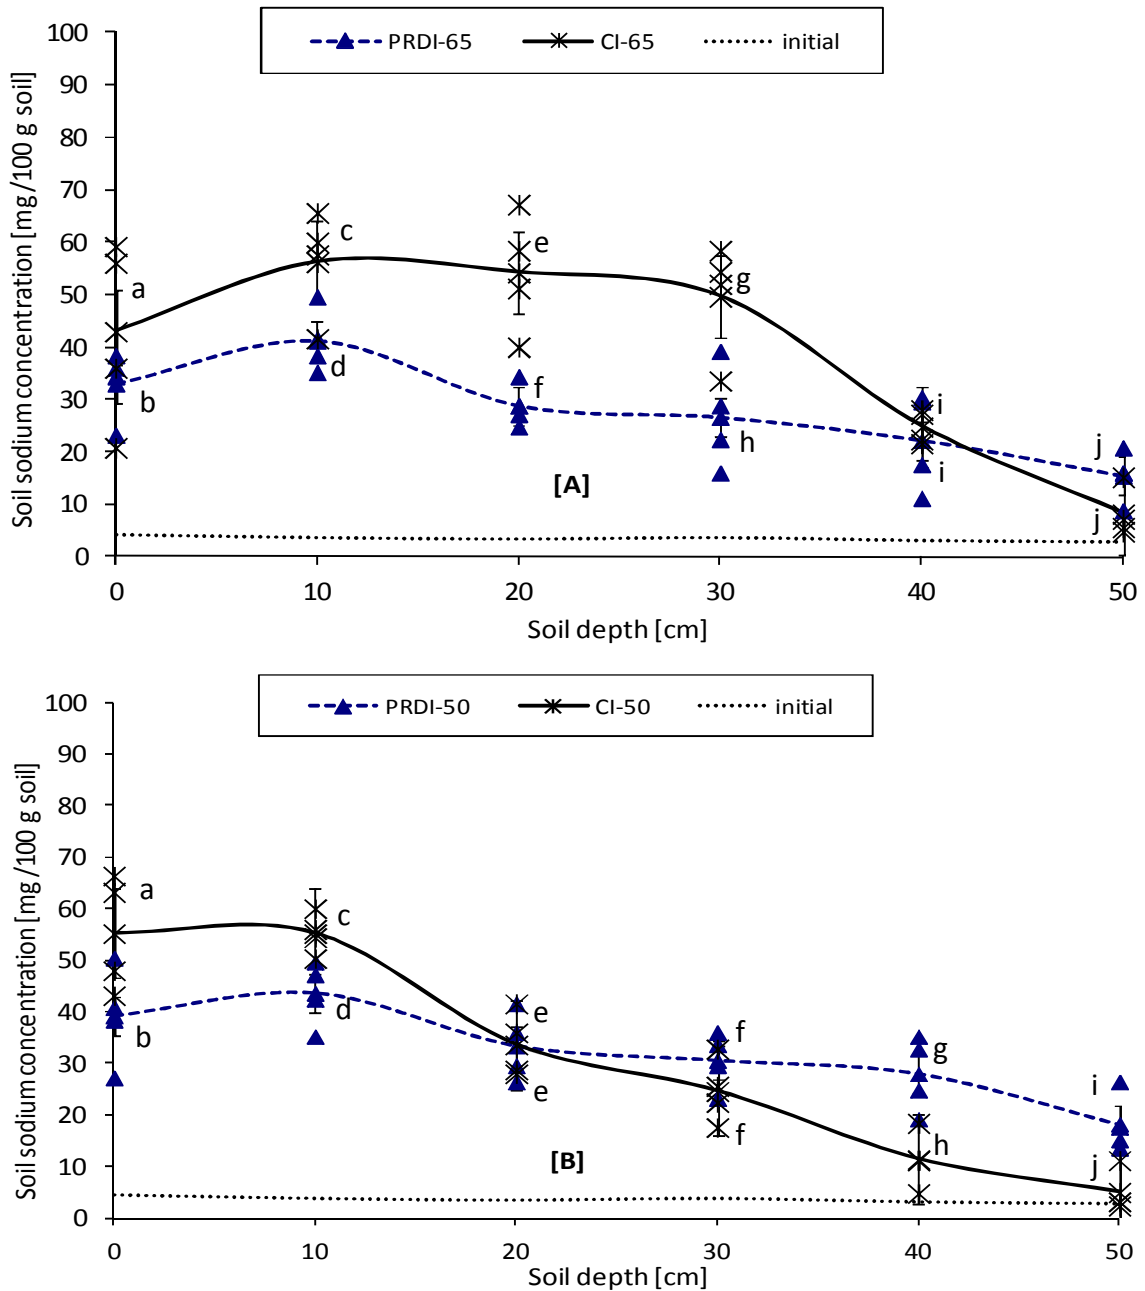 PRDI-65 CI-65 initial
Soil sodium concentration [mg/100 g soil]
100
90
80
70
60
50
40
30
20
10
0
a
b
c
d
e
f
g
h
i
i
j
j
[A]
0 10 20 30 40 50
Soil depth [cm]
PRDI-50 CI-50 initial
Soil sodium concentration [mg /100 g soil]
100
90
80
70
60
50
40
30
20
10
0
a
b
c
d
e
e
f
f
g
h
i
j
[B]
0 10 20 30 40 50
Soil depth [cm]